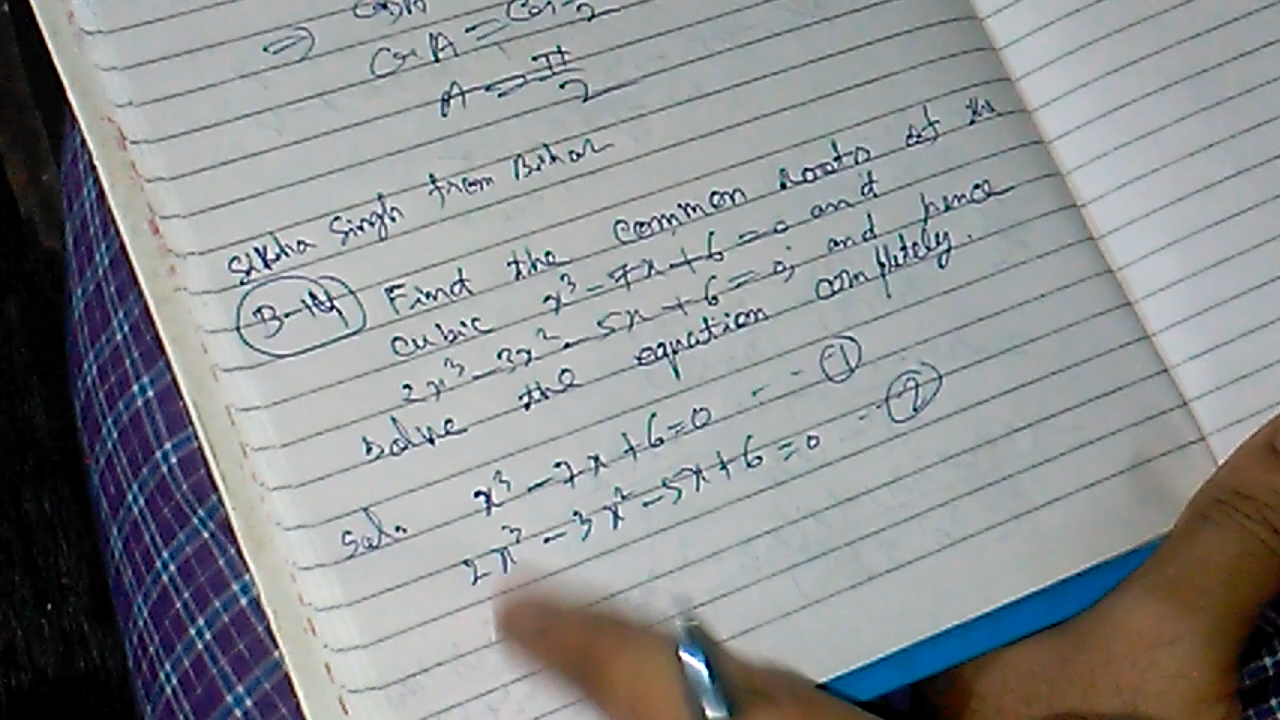 ⇒ Cos A = Cos π/2
A = π/2
Sikha Singh from Bihar
B-14 Find the common roots of the
cubic x³ - 7x + 6 = 0 and
2x³ - 3x² - 5x + 6 = 0; and hence
solve the equation completely.
Sol. x³ - 7x + 6 = 0 - - - ①
2x³ - 3x² - 5x + 6 = 0 - - ②